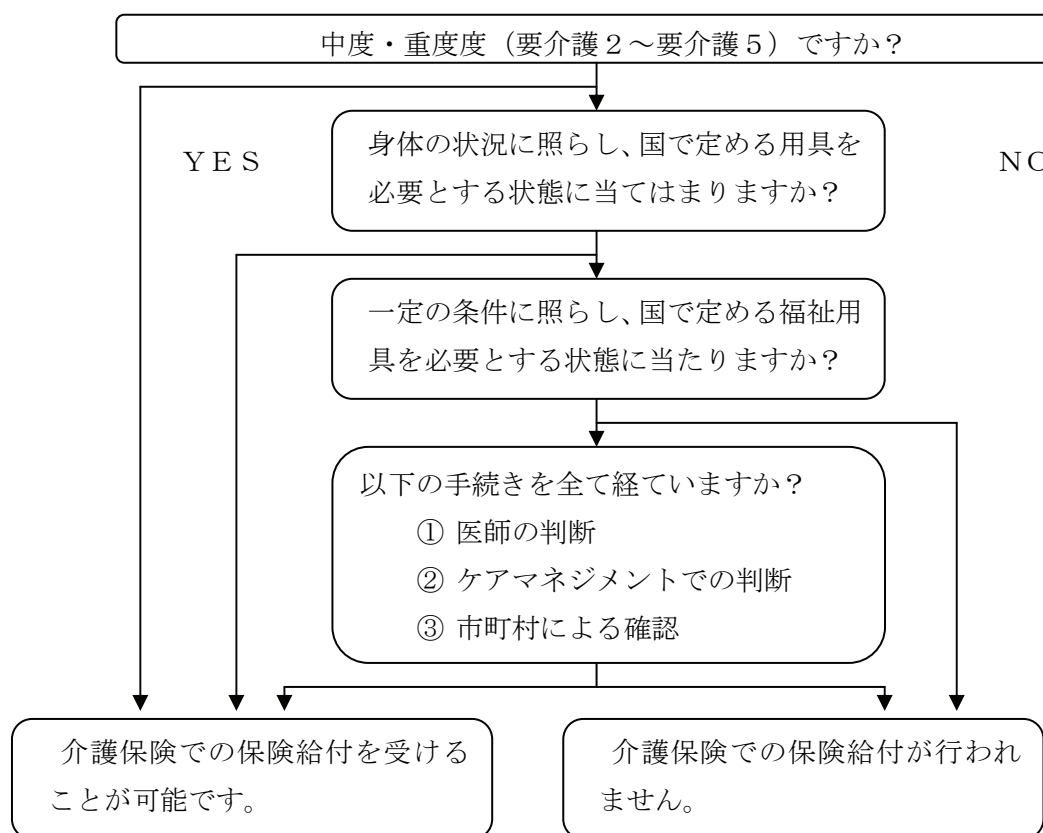 中度・重度度（要介護２～要介護５）ですか？
身体の状況に照らし、国で定める用具を
必要とする状態に当てはまりますか？
ＹＥＳ
ＮＯ
一定の条件に照らし、国で定める福祉用
具を必要とする状態に当たりますか？
以下の手続きを全て経ていますか？
① 医師の判断
② ケアマネジメントでの判断
③ 市町村による確認
介護保険での保険給付を受ける
ことが可能です。
介護保険での保険給付が行われ
ません。